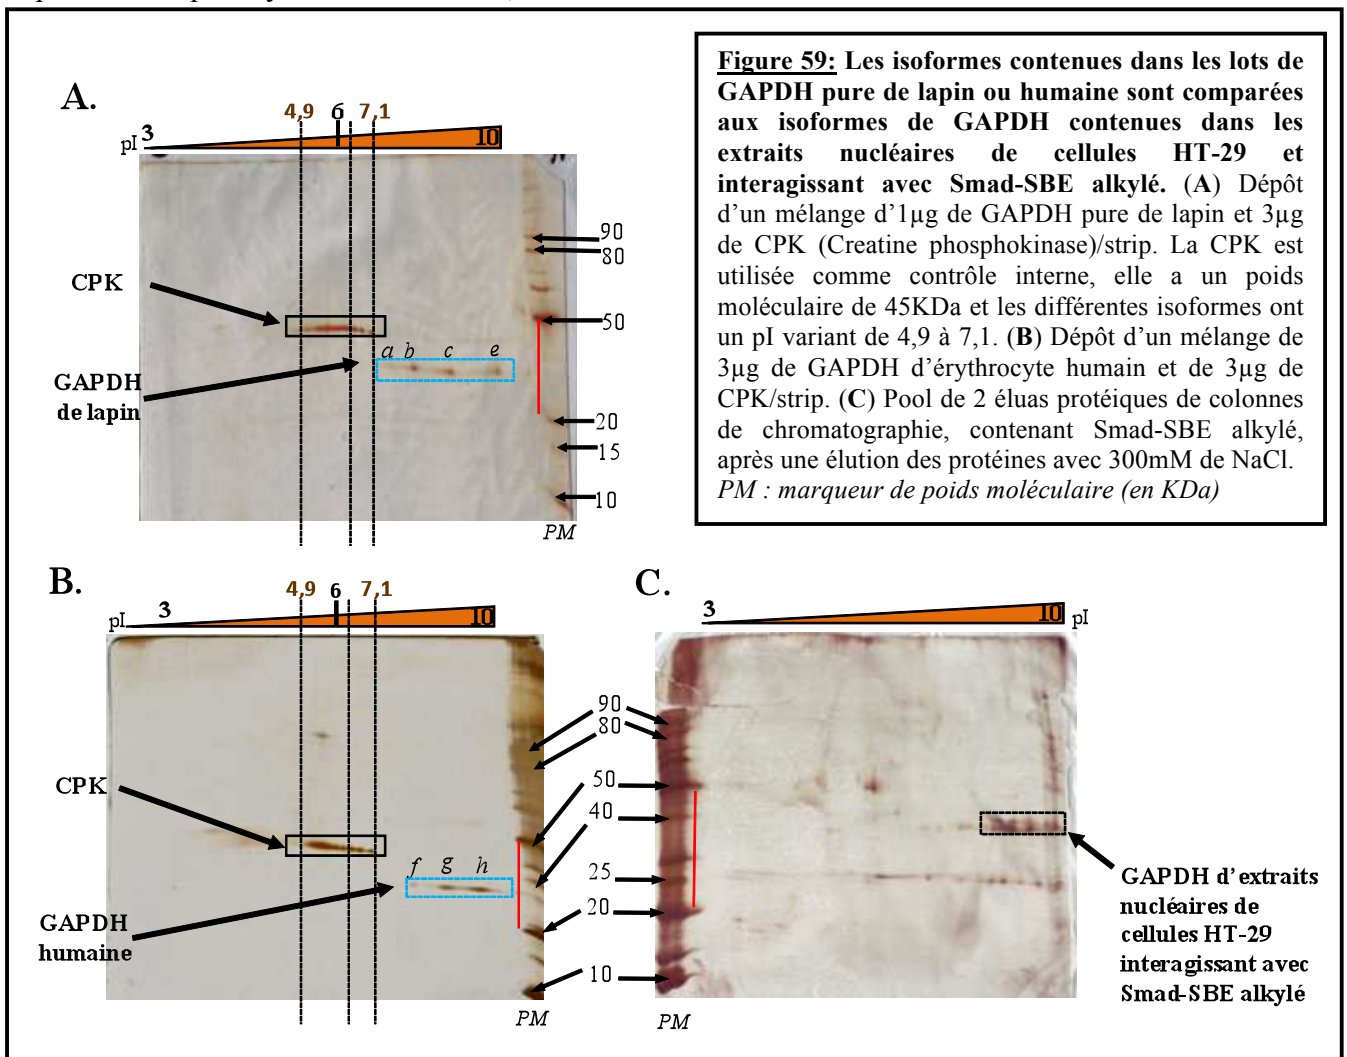 A.
4,9 6 7,1
pI 3 10
CPK
GAPDH
de lapin
a b c e
90
80
50
20
15
10
PM
Figure 59: Les isoformes contenues dans les lots de
GAPDH pure de lapin ou humaine sont comparées
aux isoformes de GAPDH contenues dans les
extraits nucléaires de cellules HT-29 et
interagissant avec Smad-SBE alkylé. (A) Dépôt
d’un mélange d’1µg de GAPDH pure de lapin et 3µg
de CPK (Creatine phosphokinase)/strip. La CPK est
utilisée comme contrôle interne, elle a un poids
moléculaire de 45KDa et les différentes isoformes ont
un pI variant de 4,9 à 7,1. (B) Dépôt d’un mélange de
3µg de GAPDH d’érythrocyte humain et de 3µg de
CPK/strip. (C) Pool de 2 éluas protéiques de colonnes
de chromatographie, contenant Smad-SBE alkylé,
après une élution des protéines avec 300mM de NaCl.
PM : marqueur de poids moléculaire (en KDa)
B.
4,9 6 7,1
pI 3 10
CPK
GAPDH
humaine
f g h
PM
90
80
50
40
25
20
10
C.
3 10 pI
PM
GAPDH d’extraits
nucléaires de
cellules HT-29
interagissant avec
Smad-SBE alkylé